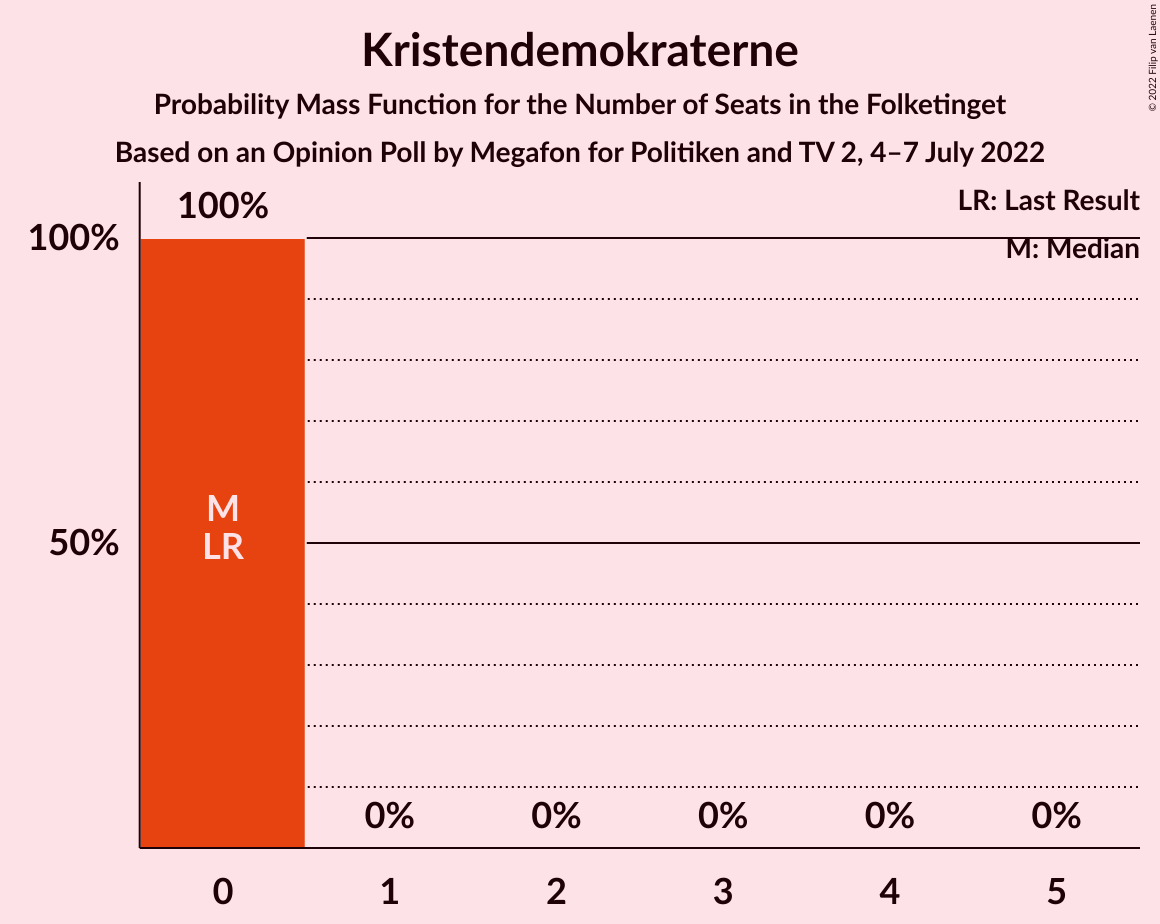 Kristendemokraterne
Probability Mass Function for the Number of Seats in the Folketinget
Based on an Opinion Poll by Megafon for Politiken and TV 2, 4–7 July 2022
© 2022 Filip van Laenen
LR: Last Result
M: Median
100%
100%
50%
M
LR
0% 0% 0% 0% 0%
0 1 2 3 4 5